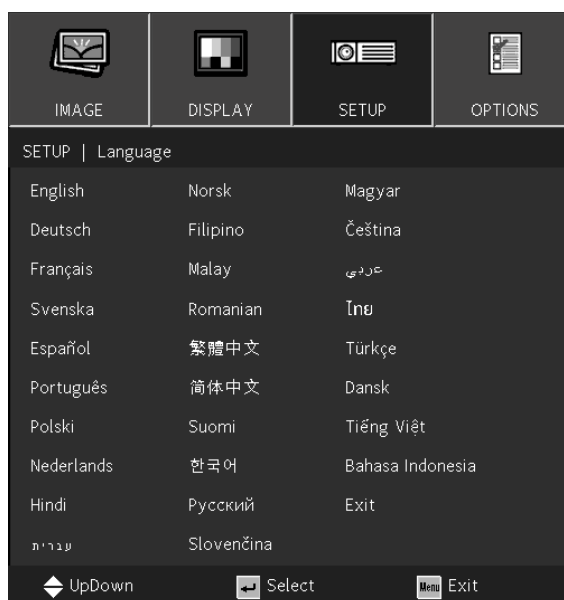 IMAGE DISPLAY SETUP OPTIONS
SETUP | Language
English Norsk Magyar
Deutsch Filipino Čeština
Français Malay عربي
Svenska Romanian ไทย
Español 繁體中文 Türkçe
Português 简体中文 Dansk
Polski Suomi Tiếng Việt
Nederlands 한국어 Bahasa Indonesia
Hindi Русский Exit
עברית Slovenčina
UpDown Select Menu Exit